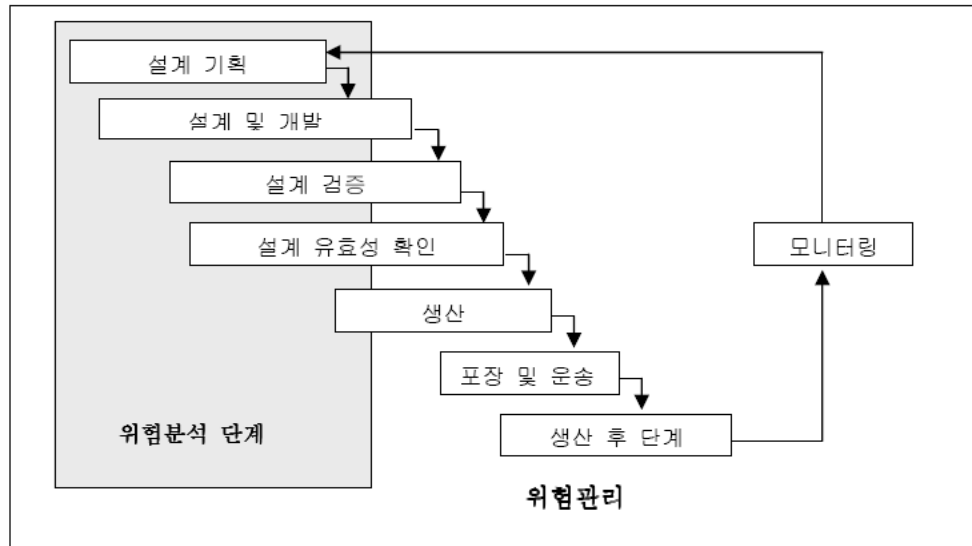 설계 기획
설계 및 개발
설계 검증
설계 유효성 확인
모니터링
생산
포장 및 운송
위험분석 단계
생산 후 단계
위험관리